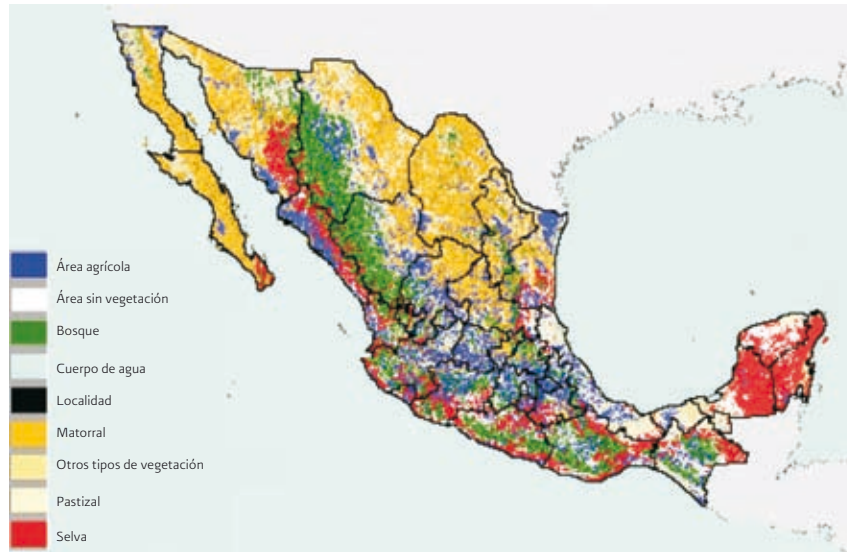 Área agrícola
Área sin vegetación
Bosque
Cuerpo de agua
Localidad
Matorral
Otros tipos de vegetación
Pastizal
Selva